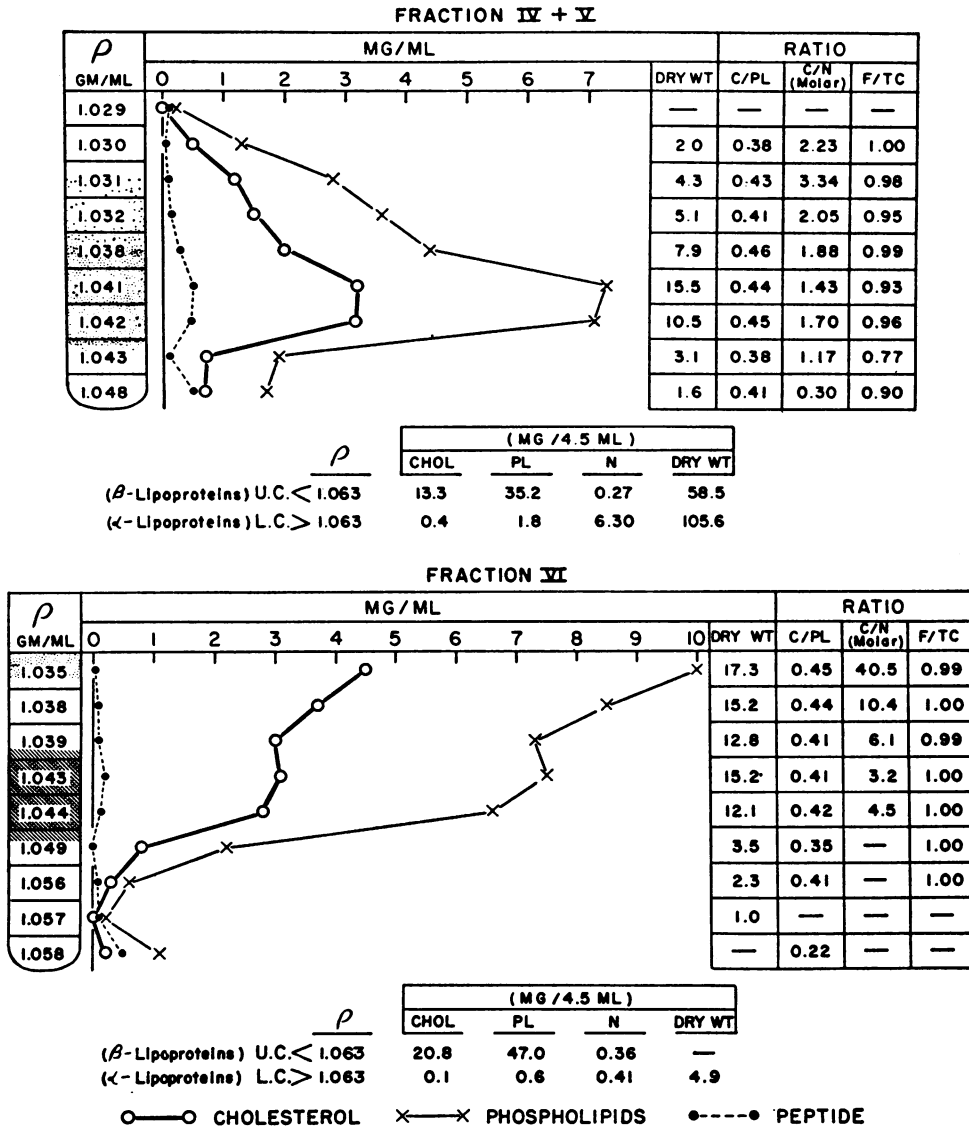 FRACTION IV + V
ρ MG/ML RATIO
GM/ML 0 1 2 3 4 5 6 7 DRY WT C/PL C/N (Molar) F/TC
1.029 — — — —
1.030 2.0 0.38 2.23 1.00
1.031 4.3 0.43 3.34 0.98
1.032 5.1 0.41 2.05 0.95
1.038 7.9 0.46 1.88 0.99
1.041 15.5 0.44 1.43 0.93
1.042 10.5 0.45 1.70 0.96
1.043 3.1 0.38 1.17 0.77
1.048 1.6 0.41 0.30 0.90
(MG / 4.5 ML)
ρ CHOL PL N DRY WT
(β-Lipoproteins) U.C. < 1.063 13.3 35.2 0.27 58.5
(α-Lipoproteins) L.C. > 1.063 0.4 1.8 6.30 105.6
FRACTION VI
ρ MG/ML RATIO
GM/ML 0 1 2 3 4 5 6 7 8 9 10 DRY WT C/PL C/N (Molar) F/TC
1.035 17.3 0.45 40.5 0.99
1.038 15.2 0.44 10.4 1.00
1.039 12.8 0.41 6.1 0.99
1.043 15.2 0.41 3.2 1.00
1.044 12.1 0.42 4.5 1.00
1.049 3.5 0.35 — 1.00
1.056 2.3 0.41 — 1.00
1.057 1.0 — — —
1.058 — 0.22 — —
(MG / 4.5 ML)
ρ CHOL PL N DRY WT
(β-Lipoproteins) U.C. < 1.063 20.8 47.0 0.36 —
(α-Lipoproteins) L.C. > 1.063 0.1 0.6 0.41 4.9
CHOLESTEROL PHOSPHOLIPIDS PEPTIDE